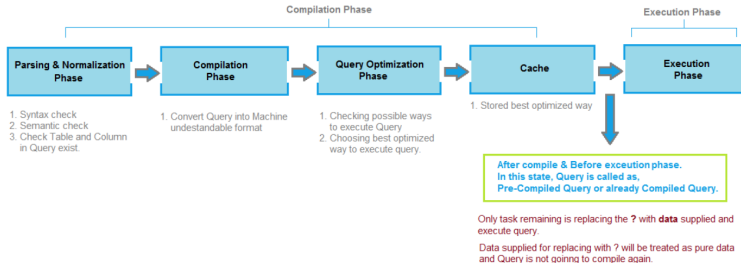 Compilation Phase
Execution Phase
Parsing & Normalization
Phase
Compilation
Phase
Query Optimization
Phase
Cache
Execution
Phase
1. Syntax check
2. Semantic check
3. Check Table and Column
in Query exist.
1. Convert Query into Machine
undestandable format
1. Checking possible ways
to execute Query
2. Choosing best optimized
way to execute query.
1. Stored best optimized way
After compile & Before exceution phase.
In this state, Query is called as,
Pre-Compiled Query or already Compiled Query.
Only task remaining is replacing the ? with data supplied and
execute query.
Data supplied for replacing with ? will be treated as pure data
and Query is not goinng to compile again.